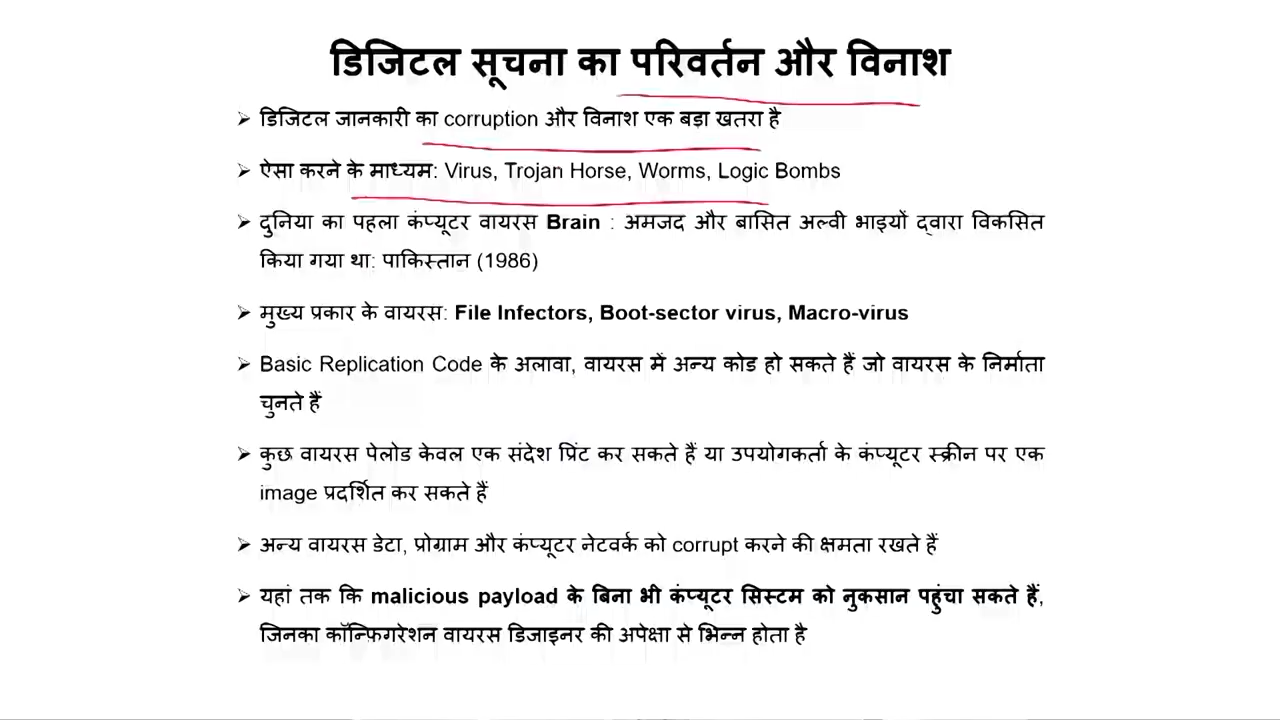 डिजिटल सूचना का परिवर्तन और विनाश
➢ डिजिटल जानकारी का corruption और विनाश एक बड़ा खतरा है
➢ ऐसा करने के माध्यम: Virus, Trojan Horse, Worms, Logic Bombs
➢ दुनिया का पहला कंप्यूटर वायरस Brain : अमजद और बासित अल्वी भाइयों द्वारा विकसित
किया गया था: पाकिस्तान (1986)
➢ मुख्य प्रकार के वायरस: File Infectors, Boot-sector virus, Macro-virus
➢ Basic Replication Code के अलावा, वायरस में अन्य कोड हो सकते हैं जो वायरस के निर्माता
चुनते हैं
➢ कुछ वायरस पेलोड केवल एक संदेश प्रिंट कर सकते हैं या उपयोगकर्ता के कंप्यूटर स्क्रीन पर एक
image प्रदर्शित कर सकते हैं
➢ अन्य वायरस डेटा, प्रोग्राम और कंप्यूटर नेटवर्क को corrupt करने की क्षमता रखते हैं
➢ यहां तक कि malicious payload के बिना भी कंप्यूटर सिस्टम को नुकसान पहुंचा सकते हैं,
जिनका कॉन्फ़िगरेशन वायरस डिजाइनर की अपेक्षा से भिन्न होता है